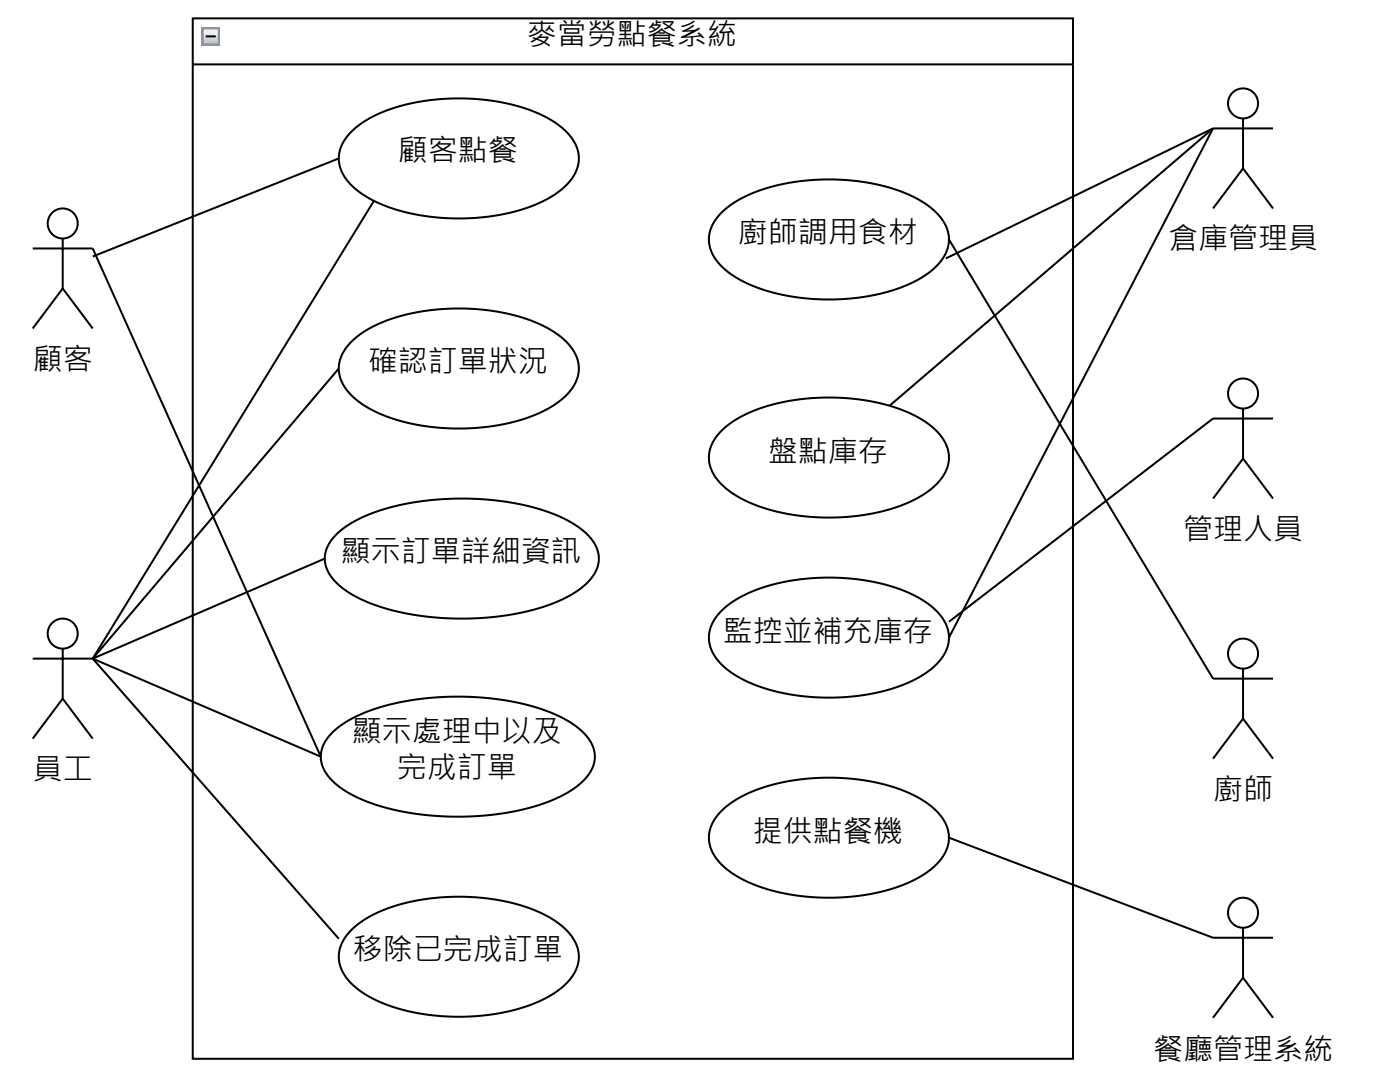 麥當勞點餐系統
顧客點餐
確認訂單狀況
顯示訂單詳細資訊
顯示處理中以及
完成訂單
移除已完成訂單
廚師調用食材
盤點庫存
監控並補充庫存
提供點餐機
顧客
員工
倉庫管理員
管理人員
廚師
餐廳管理系統